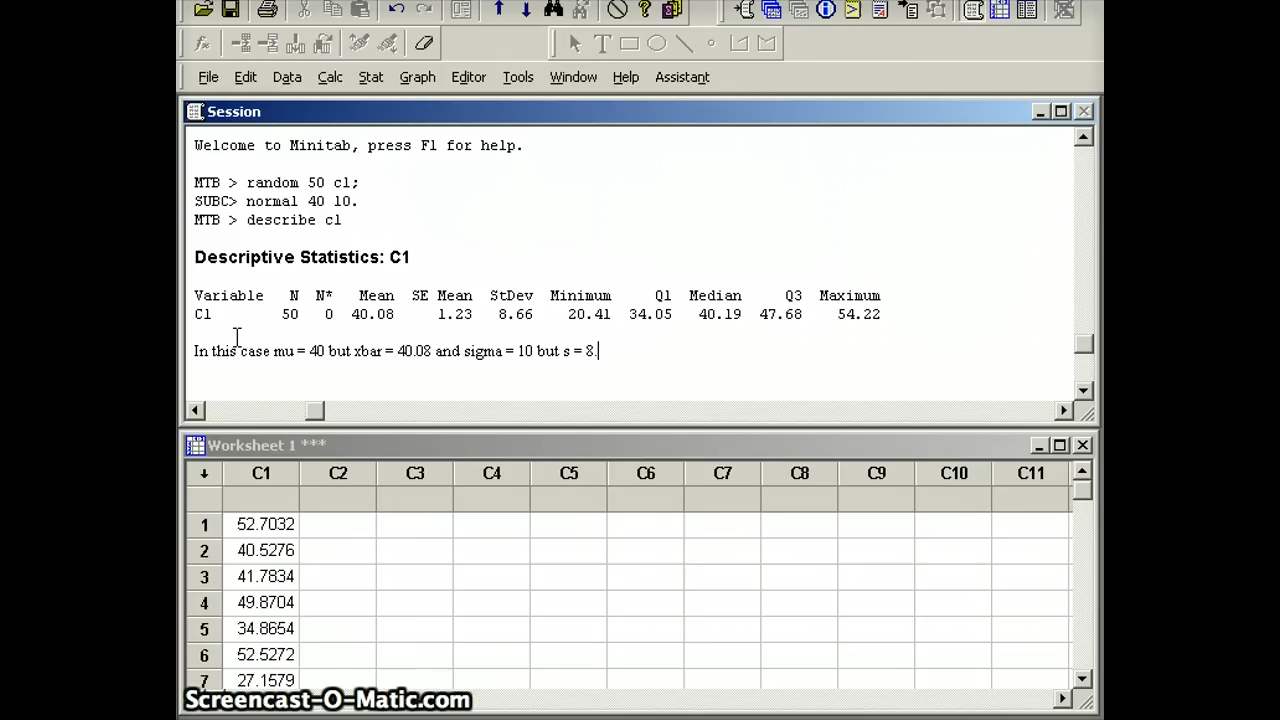 File Edit Data Calc Stat Graph Editor Tools Window Help Assistant
Session
Welcome to Minitab, press F1 for help.
MTB > random 50 c1;
SUBC> normal 40 10.
MTB > describe c1
Descriptive Statistics: C1
Variable N N* Mean SE Mean StDev Minimum Q1 Median Q3 Maximum
C1 50 0 40.08 1.23 8.66 20.41 34.05 40.19 47.68 54.22
In this case mu = 40 but xbar = 40.08 and sigma = 10 but s = 8.
Worksheet 1 ***
C1 C2 C3 C4 C5 C6 C7 C8 C9 C10 C11
1 52.7032
2 40.5276
3 41.7834
4 49.8704
5 34.8654
6 52.5272
7 27.1579
Screencast-O-Matic.com